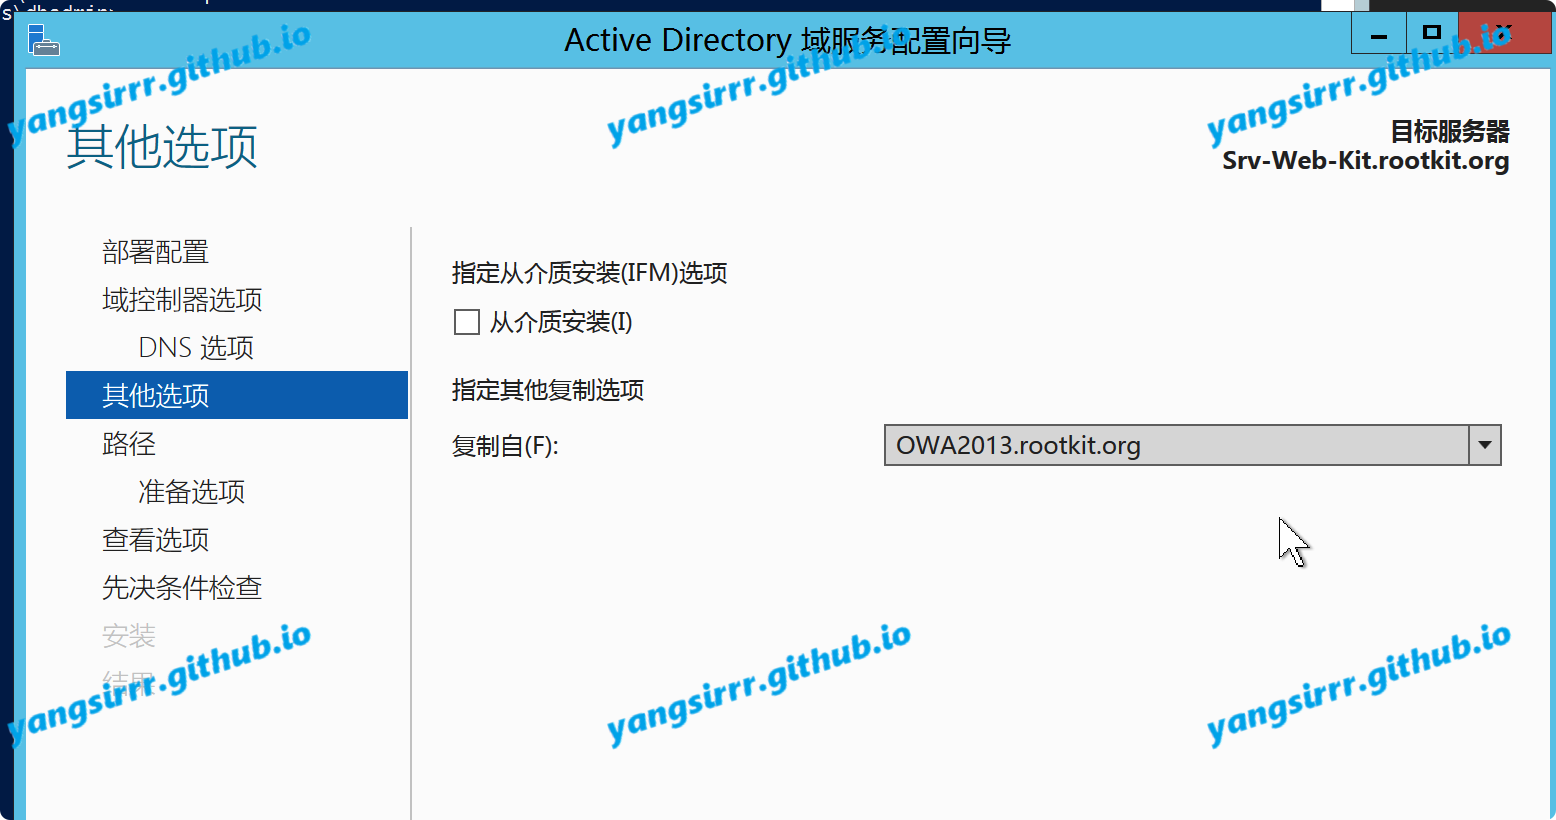 s\dbadmin>
Active Directory 域服务配置向导
yangsirrr.github.io
yangsirrr.github.io
yangsirrr.github.io
其他选项
目标服务器
Srv-Web-Kit.rootkit.org
部署配置
域控制器选项
DNS 选项
其他选项
路径
准备选项
查看选项
先决条件检查
安装
结果
指定从介质安装(IFM)选项
从介质安装(I)
指定其他复制选项
复制自(F):
OWA2013.rootkit.org
yangsirrr.github.io
yangsirrr.github.io
yangsirrr.github.io